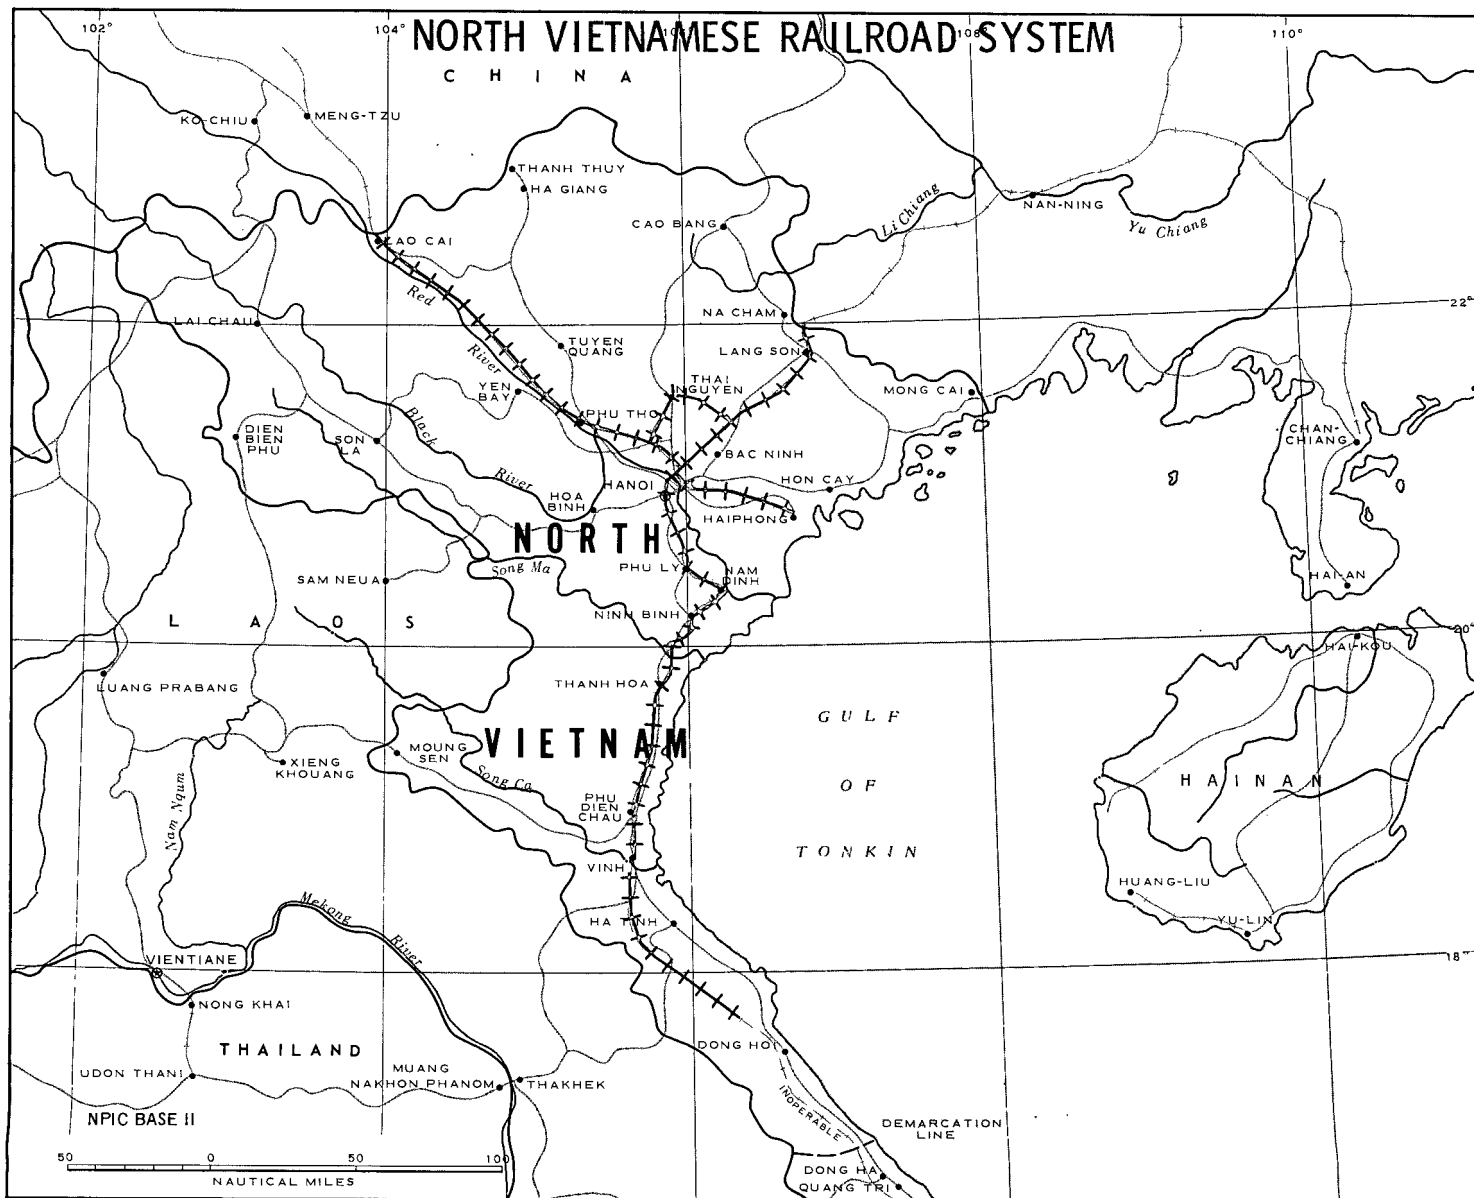 102°
104°
106°
108°
110°
NORTH VIETNAMESE RAILROAD SYSTEM
CHINA
KO-CHIU
MENG-TZU
THANH THUY
HA GIANG
CAO BANG
Li Chiang
NAN-NING
Yu Chiang
LAO CAI
Red
River
NA CHAM
22°
LAI CHAU
TUYEN
QUANG
LANG SON
YEN
BAY
THAI
NGUYEN
MONG CAI
PHU THO
Black
River
DIEN
BIEN
PHU
SON
LA
CHAN-
CHIANG
BAC NINH
HANOI
HON CAY
HOA
BINH
HAIPHONG
NORTH
Song Ma
PHU LY
NAM
DINH
SAM NEUA
HAI-AN
NINH BINH
LAOS
20°
HAI-KOU
LUANG PRABANG
THANH HOA
GULF
OF
TONKIN
VIETNAM
MOUNG
SEN
Song Ca
XIENG
KHOUANG
HAINAN
Nam Nqum
PHU
DIEN
CHAU
VINH
HUANG-LIU
YU-LIN
Mekong
River
HA TINH
VIENTIANE
18°
NONG KHAI
THAILAND
DONG HOI
UDON THANI
MUANG
NAKHON PHANOM
THAKHEK
INOPERABLE
NPIC BASE II
DEMARCATION
LINE
50
0
100
NAUTICAL MILES
DONG HA
QUANG TRI